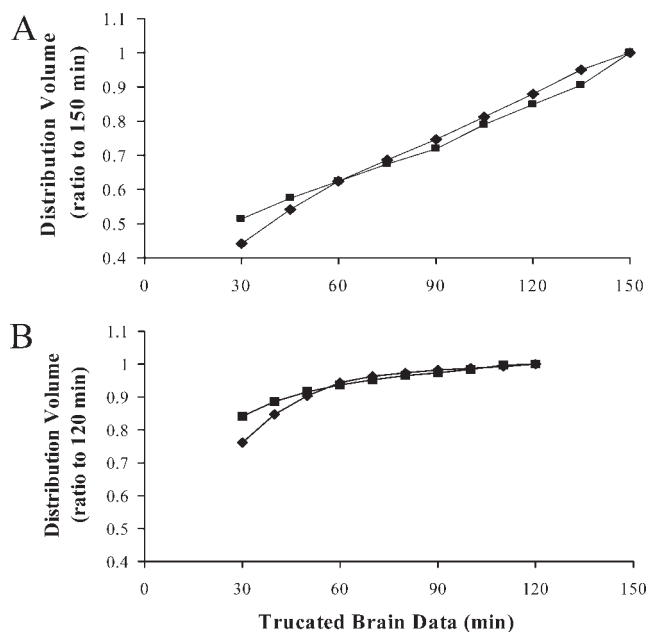 A
Distribution Volume
(ratio to 150 min)
1.1
1
0.9
0.8
0.7
0.6
0.5
0.4
0 30 60 90 120 150
B
Distribution Volume
(ratio to 120 min)
1.1
1
0.9
0.8
0.7
0.6
0.5
0.4
0 30 60 90 120 150
Trucated Brain Data (min)